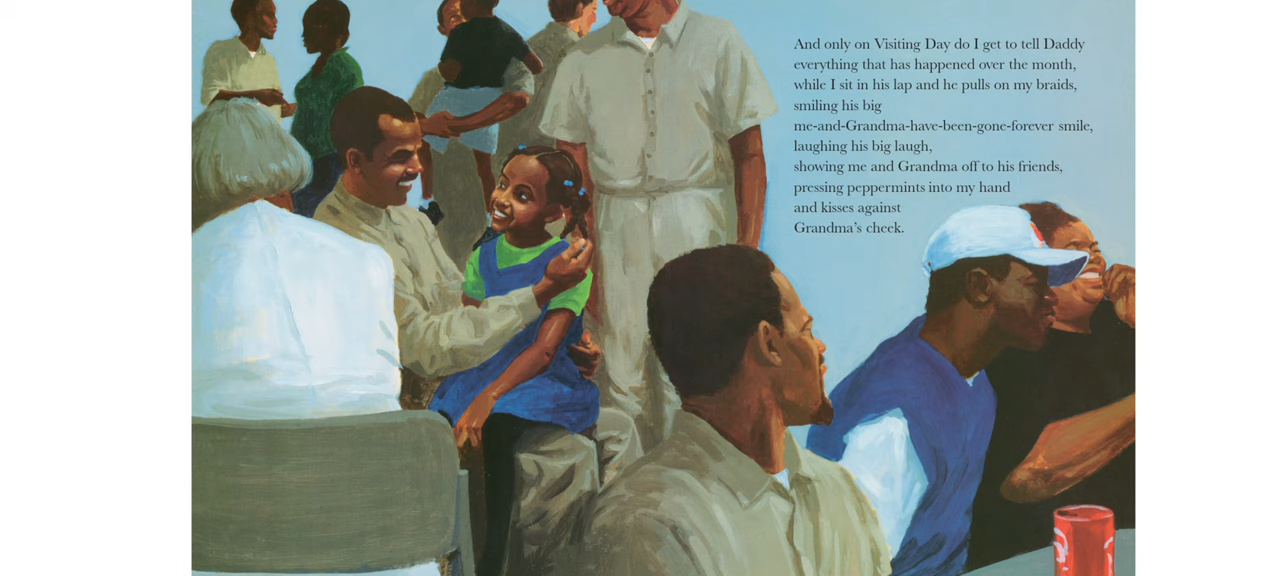 And only on Visiting Day do I get to tell Daddy
everything that has happened over the month,
while I sit in his lap and he pulls on my braids,
smiling his big
me-and-Grandma-have-been-gone-forever smile,
laughing his big laugh,
showing me and Grandma off to his friends,
pressing peppermints into my hand
and kisses against
Grandma’s cheek.